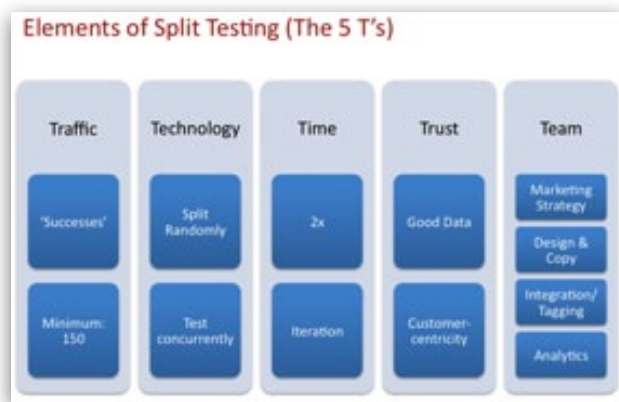 Elements of Split Testing (The 5 T's)
Traffic
Technology
Time
Trust
Team
'Successes'
Minimum:
150
Split
Randomly
Test
concurrently
2x
Iteration
Good Data
Customer-
centricity
Marketing
Strategy
Design &
Copy
Integration/
Tagging
Analytics